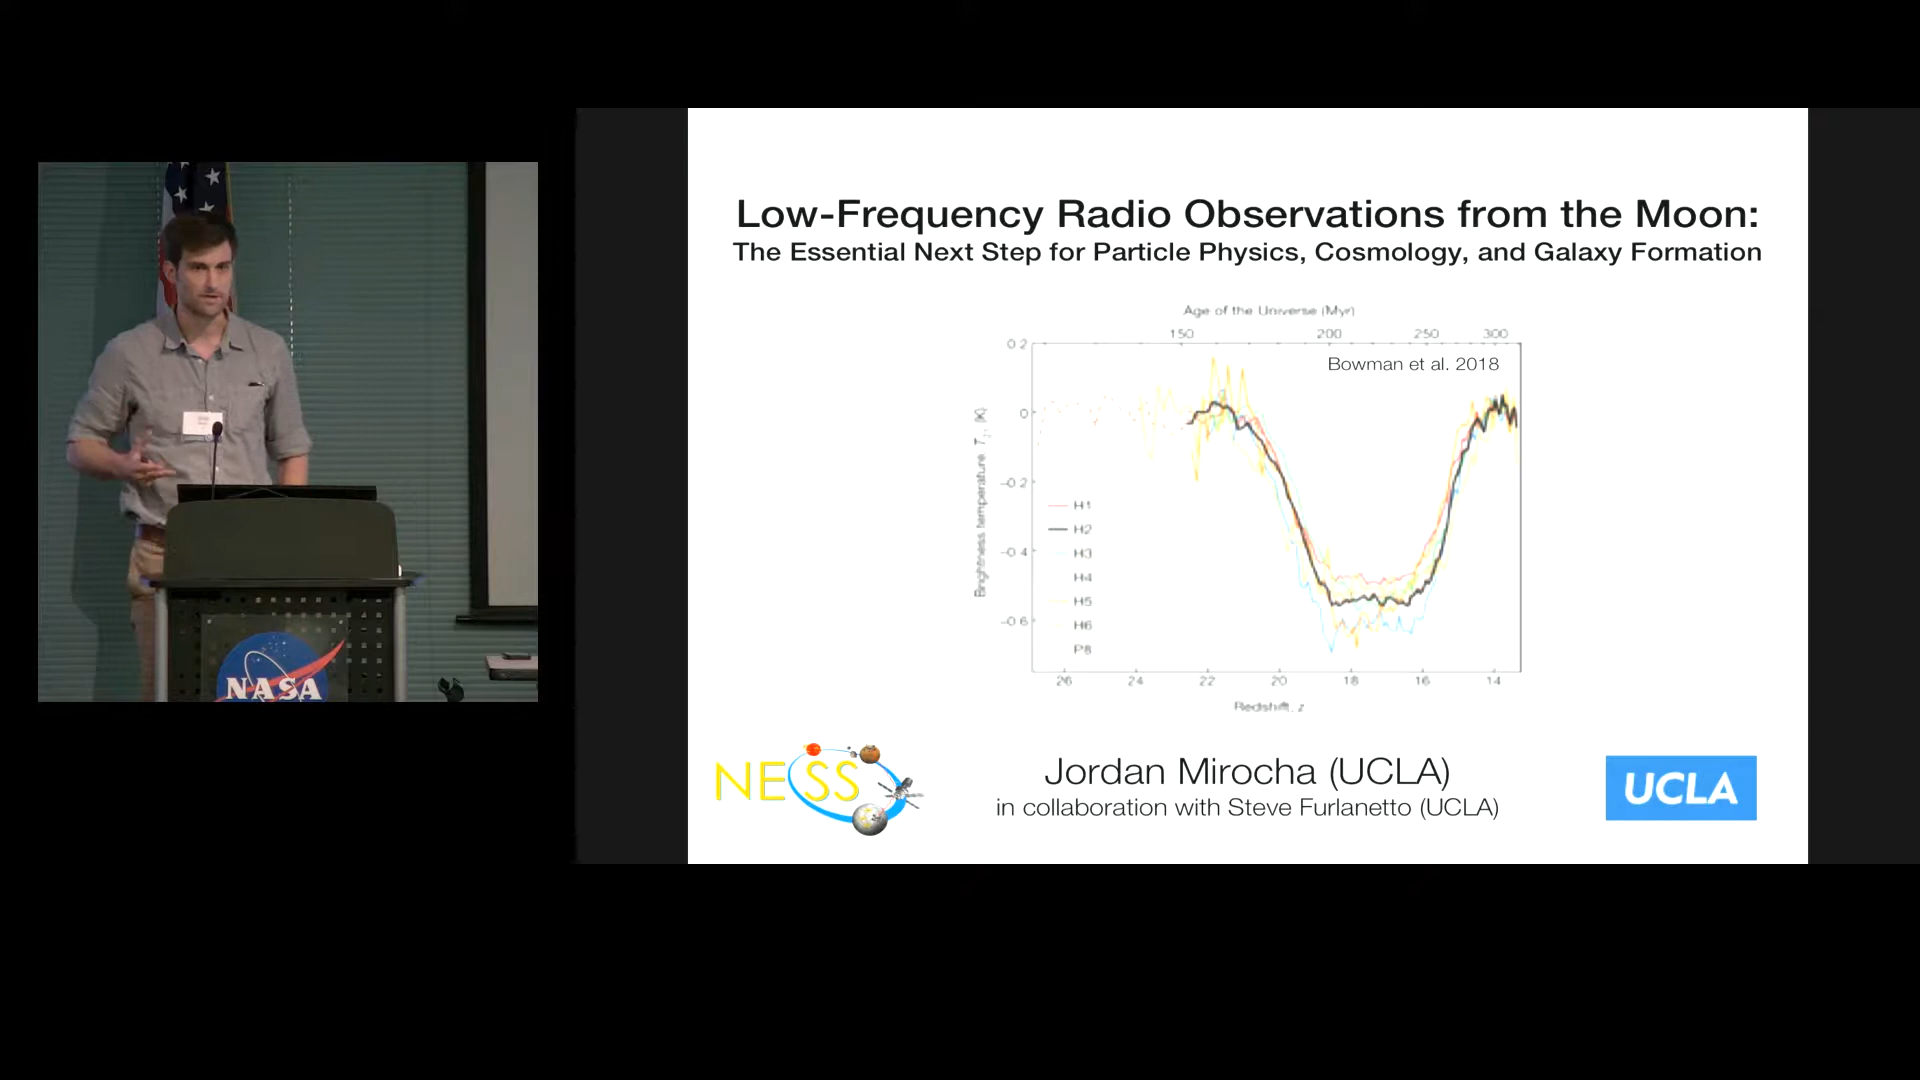 Low-Frequency Radio Observations from the Moon:
The Essential Next Step for Particle Physics, Cosmology, and Galaxy Formation
Age of the Universe (Myr)
150 200 250 300
Bowman et al. 2018
0.2
0
-0.2
-0.4
-0.6
Brightness temperature
H1
H2
H3
H4
H5
H6
P8
26 24 22 20 18 16 14
Redshift, z
NESS
Jordan Mirocha (UCLA)
in collaboration with Steve Furlanetto (UCLA)
UCLA
NASA